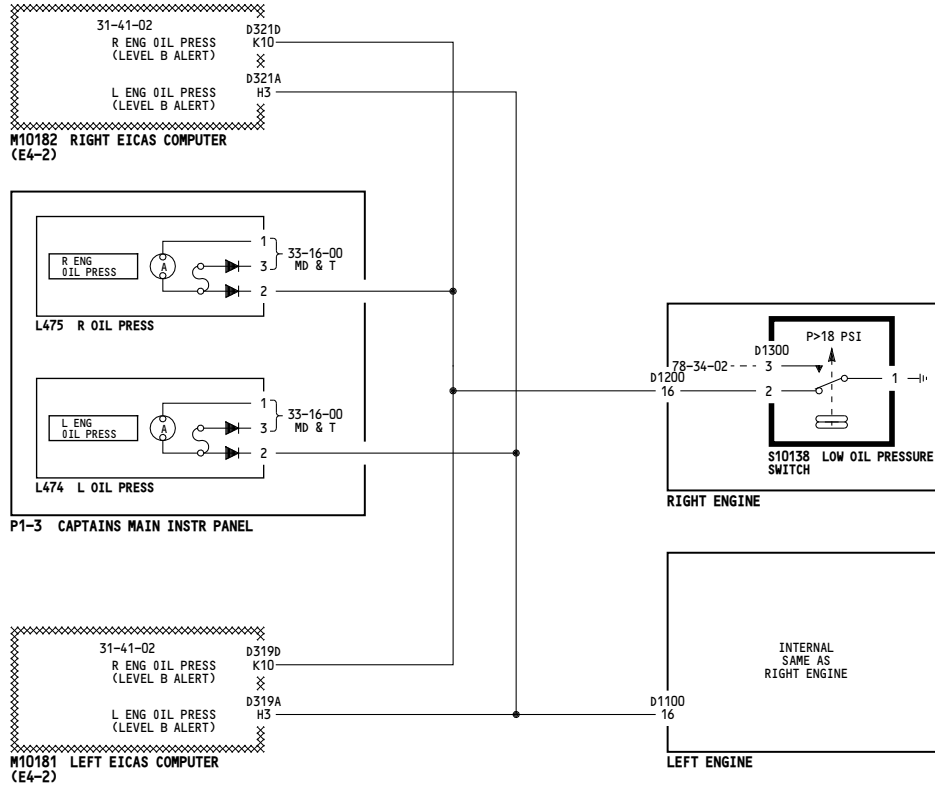 31-41-02
D321D
R ENG OIL PRESS K10
(LEVEL B ALERT)
D321A
L ENG OIL PRESS H3
(LEVEL B ALERT)
M10182 RIGHT EICAS COMPUTER
(E4-2)
1
R ENG
OIL PRESS
A
3
33-16-00
MD & T
2
L475 R OIL PRESS
1
L ENG
OIL PRESS
A
3
33-16-00
MD & T
2
L474 L OIL PRESS
P1-3 CAPTAINS MAIN INSTR PANEL
P>18 PSI
D1300
78-34-02
3
D1200
16
2
1
S10138 LOW OIL PRESSURE
SWITCH
RIGHT ENGINE
31-41-02
D319D
R ENG OIL PRESS K10
(LEVEL B ALERT)
D319A
L ENG OIL PRESS H3
(LEVEL B ALERT)
M10181 LEFT EICAS COMPUTER
(E4-2)
INTERNAL
SAME AS
RIGHT ENGINE
D1100
16
LEFT ENGINE